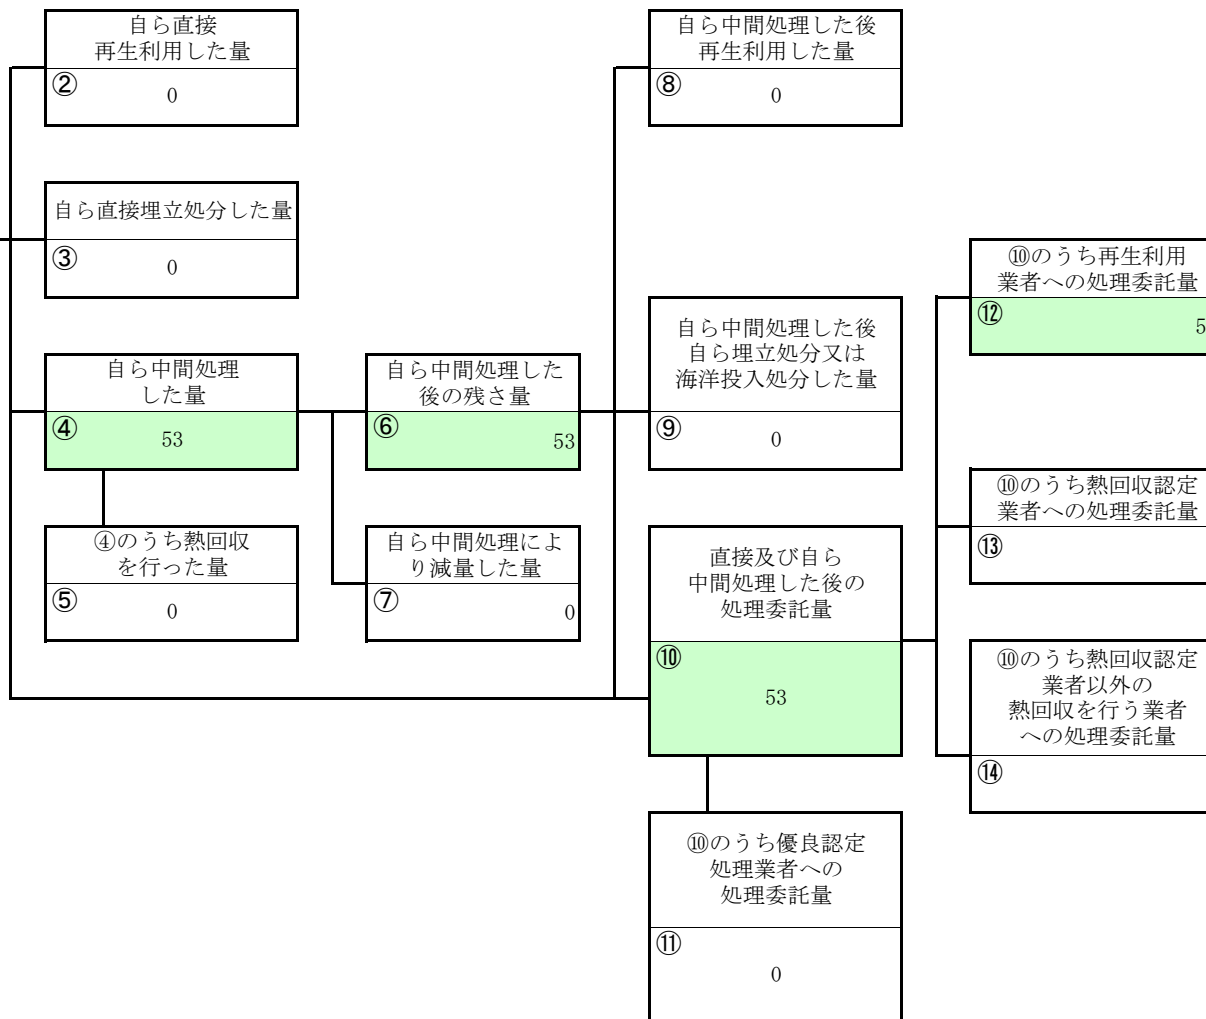 自ら直接
再生利用した量
②
0
自ら直接埋立処分した量
③
0
自ら中間処理
した量
④
53
④のうち熱回収
を行った量
⑤
0
自ら中間処理した
後の残さ量
⑥
53
自ら中間処理によ
り減量した量
⑦
0
自ら中間処理した後
再生利用した量
⑧
0
自ら中間処理した後
自ら埋立処分又は
海洋投入処分した量
⑨
0
直接及び自ら
中間処理した後の
処理委託量
⑩
53
⑩のうち優良認定
処理業者への
処理委託量
⑪
0
⑩のうち再生利用
業者への処理委託量
⑫
5
⑩のうち熱回収認定
業者への処理委託量
⑬
⑩のうち熱回収認定
業者以外の
熱回収を行う業者
への処理委託量
⑭